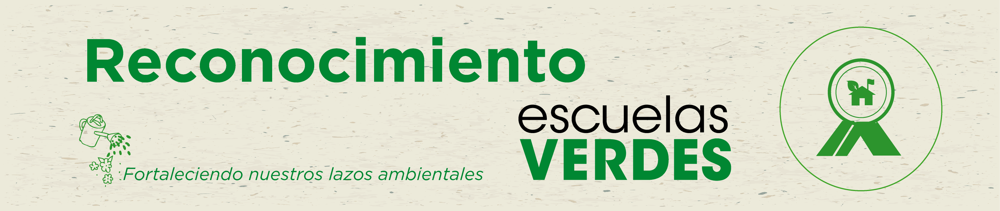 Reconocimiento
escuelas
VERDES
Fortaleciendo nuestros lazos ambientales